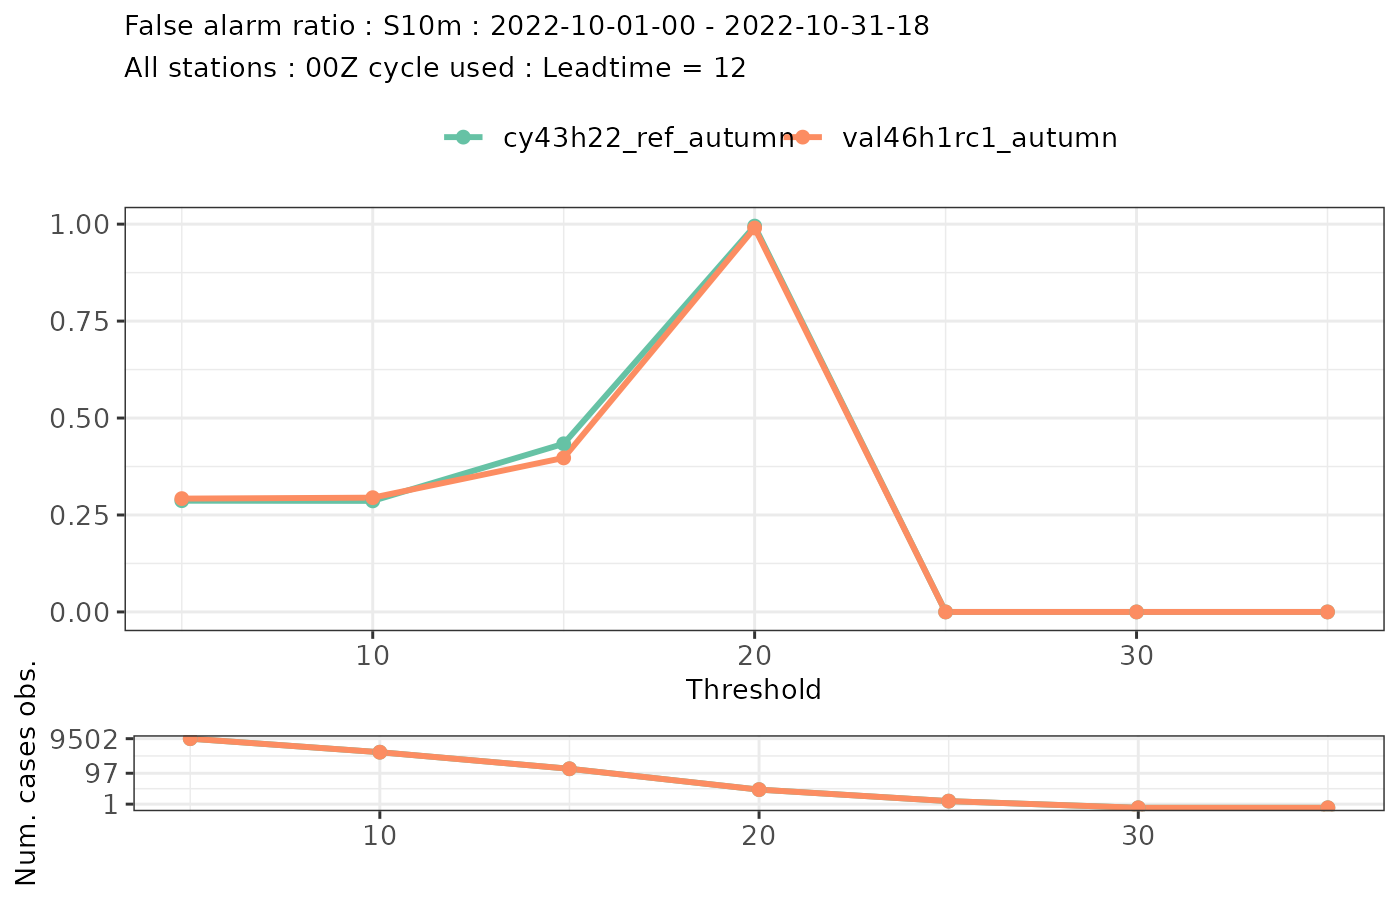 False alarm ratio : S10m : 2022-10-01-00 - 2022-10-31-18
All stations : 00Z cycle used : Leadtime = 12
cy43h22_ref_autumn val46h1rc1_autumn
1.00
0.75
0.50
0.25
0.00
10 20 30
Threshold
Num. cases obs.
9502
97
1
10 20 30